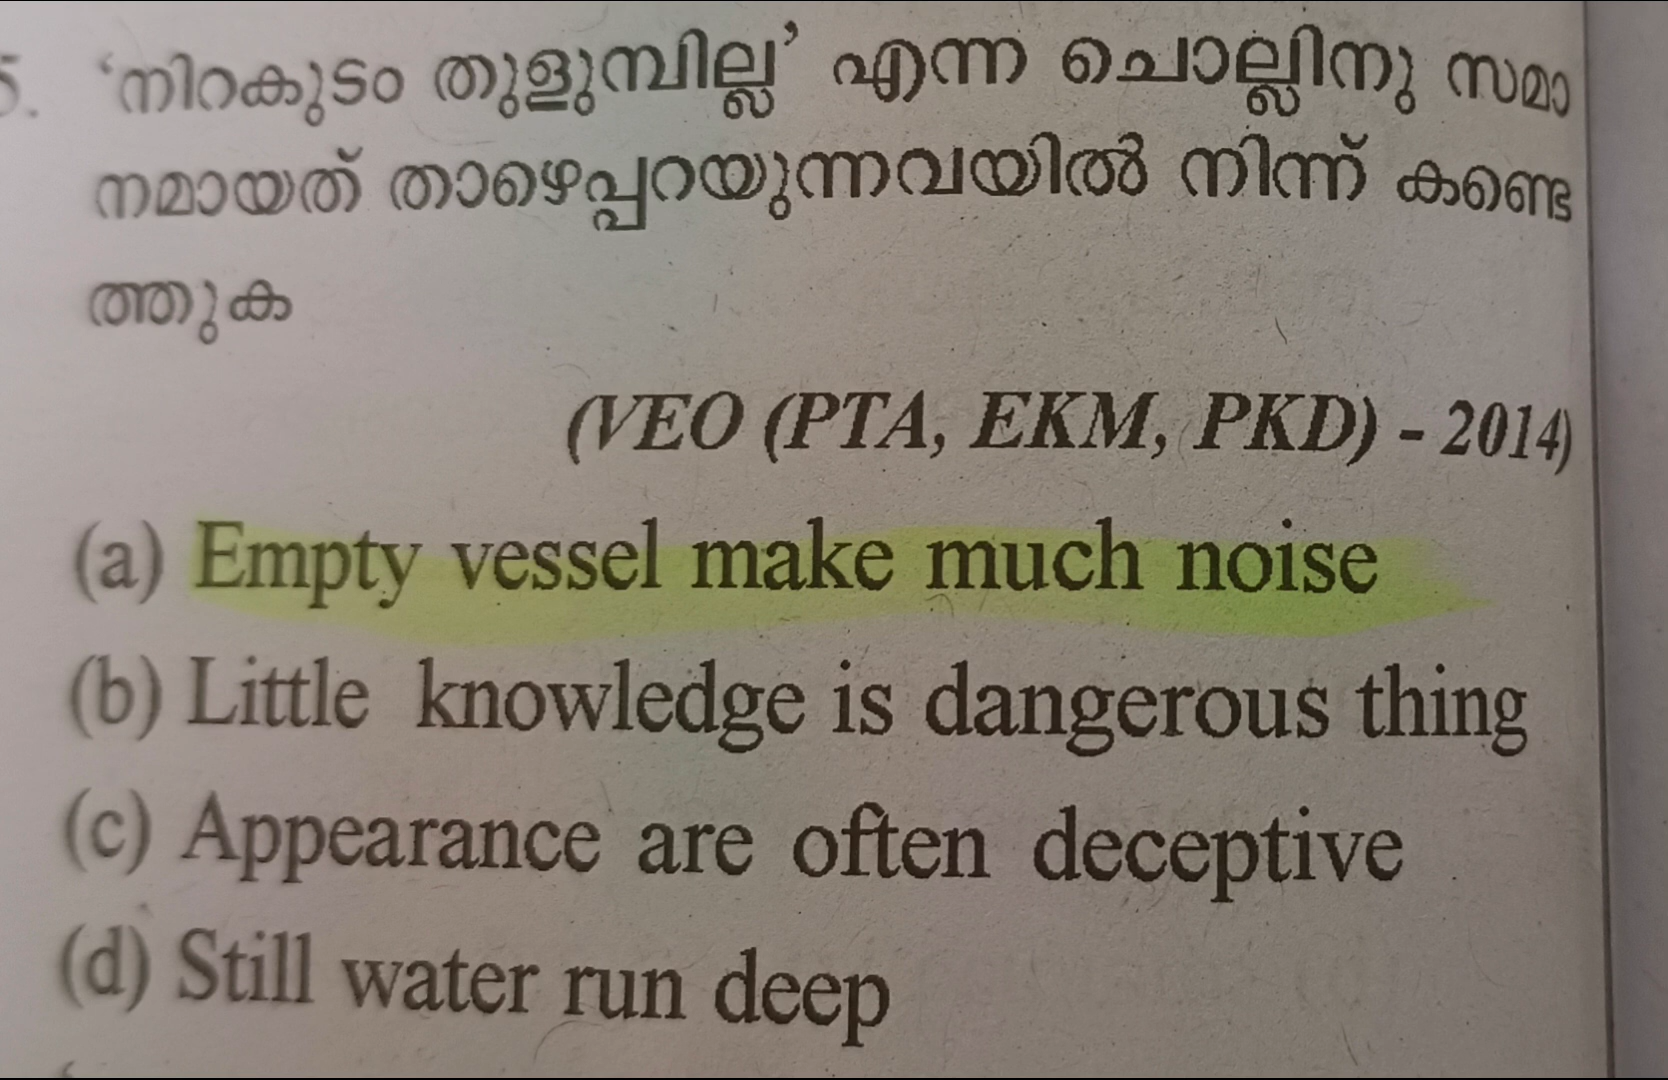 5. ‘നിറകുടം തുളുമ്പില്ല’ എന്ന ചൊല്ലിനു സമാ
നമായത് താഴെപ്പറയുന്നവയിൽ നിന്ന് കണ്ടെ
ത്തുക
(VEO (PTA, EKM, PKD) - 2014)
(a) Empty vessel make much noise
(b) Little knowledge is dangerous thing
(c) Appearance are often deceptive
(d) Still water run deep